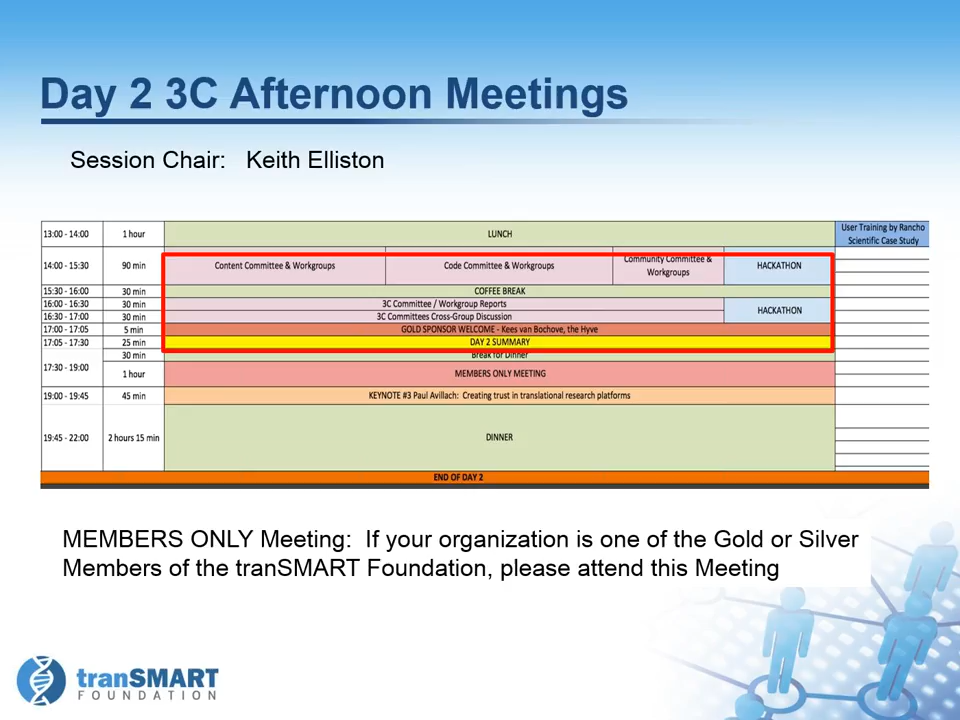 Day 2 3C Afternoon Meetings
Session Chair: Keith Elliston
13:00 - 14:00 1 hour LUNCH User Training by Rancho Scientific Case Study
14:00 - 15:30 90 min Content Committee & Workgroups Code Committee & Workgroups Community Committee & Workgroups HACKATHON
15:30 - 16:00 30 min COFFEE BREAK
16:00 - 16:30 30 min 3C Committee / Workgroup Reports HACKATHON
16:30 - 17:00 30 min 3C Committees Cross-Group Discussion
17:00 - 17:05 5 min GOLD SPONSOR WELCOME - Kees van Bochove, the Hyve
17:05 - 17:30 25 min DAY 2 SUMMARY
17:30 - 19:00 30 min Break for Dinner
1 hour MEMBERS ONLY MEETING
19:00 - 19:45 45 min KEYNOTE #3 Paul Avillach: Creating trust in translational research platforms
19:45 - 22:00 2 hours 15 min DINNER
END OF DAY 2
MEMBERS ONLY Meeting: If your organization is one of the Gold or Silver
Members of the tranSMART Foundation, please attend this Meeting
tranSMART
FOUNDATION